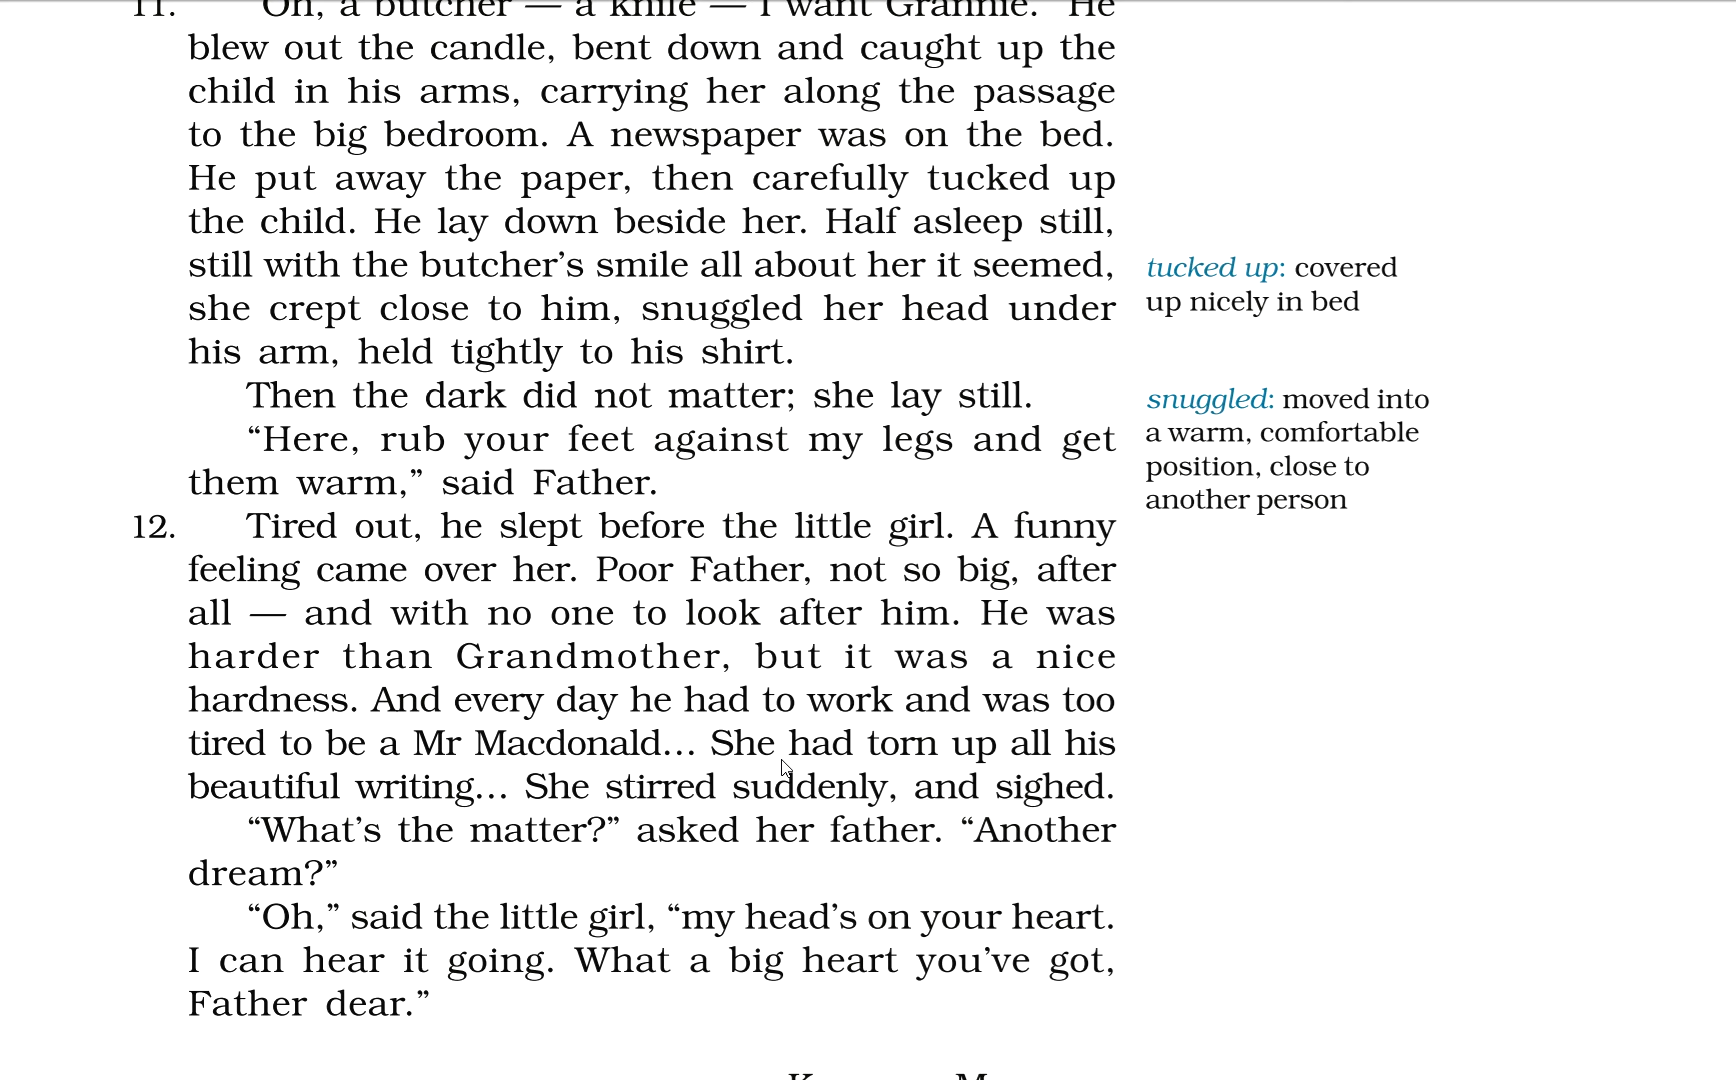 11. “Oh, a butcher — a knife — I want Grannie.” He
blew out the candle, bent down and caught up the
child in his arms, carrying her along the passage
to the big bedroom. A newspaper was on the bed.
He put away the paper, then carefully tucked up
the child. He lay down beside her. Half asleep still,
still with the butcher’s smile all about her it seemed,
she crept close to him, snuggled her head under
his arm, held tightly to his shirt.
Then the dark did not matter; she lay still.
“Here, rub your feet against my legs and get
them warm,” said Father.
12. Tired out, he slept before the little girl. A funny
feeling came over her. Poor Father, not so big, after
all — and with no one to look after him. He was
harder than Grandmother, but it was a nice
hardness. And every day he had to work and was too
tired to be a Mr Macdonald… She had torn up all his
beautiful writing… She stirred suddenly, and sighed.
“What’s the matter?” asked her father. “Another
dream?”
“Oh,” said the little girl, “my head’s on your heart.
I can hear it going. What a big heart you’ve got,
Father dear.”
tucked up: covered
up nicely in bed
snuggled: moved into
a warm, comfortable
position, close to
another person